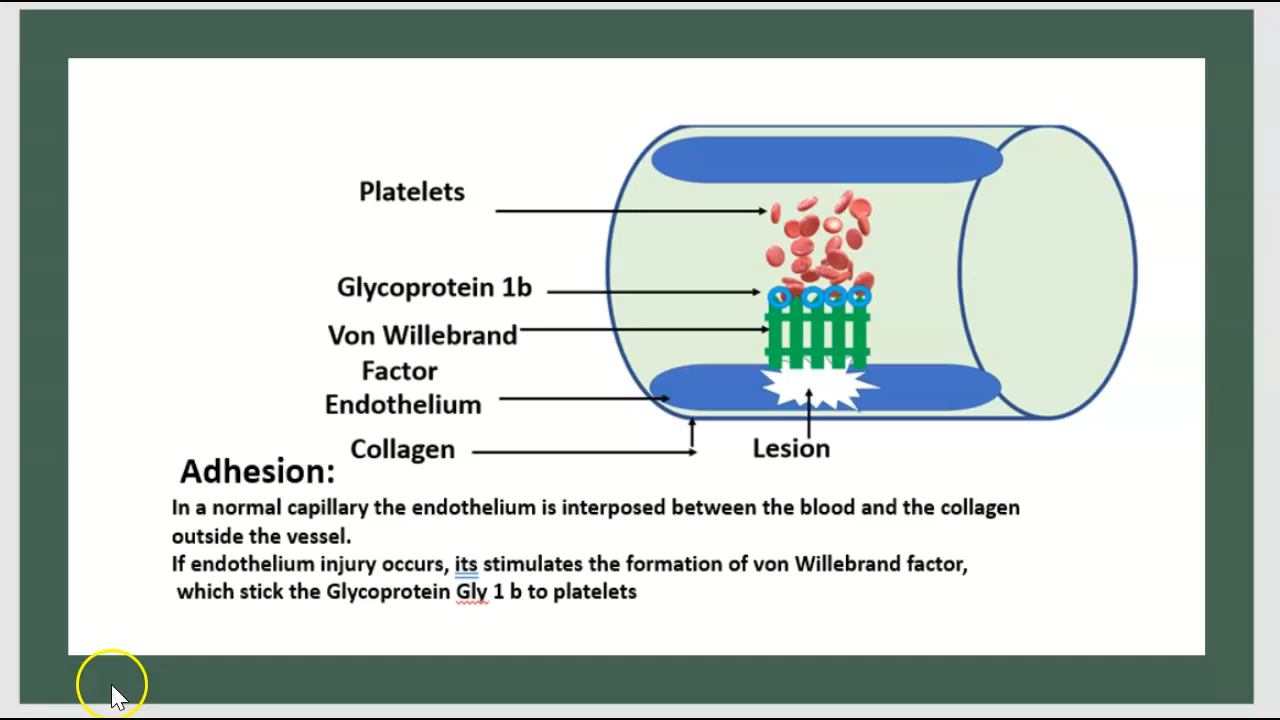 Platelets
Glycoprotein 1b
Von Willebrand
Factor
Endothelium
Collagen
Lesion
Adhesion:
In a normal capillary the endothelium is interposed between the blood and the collagen
outside the vessel.
If endothelium injury occurs, its stimulates the formation of von Willebrand factor,
which stick the Glycoprotein Gly 1 b to platelets